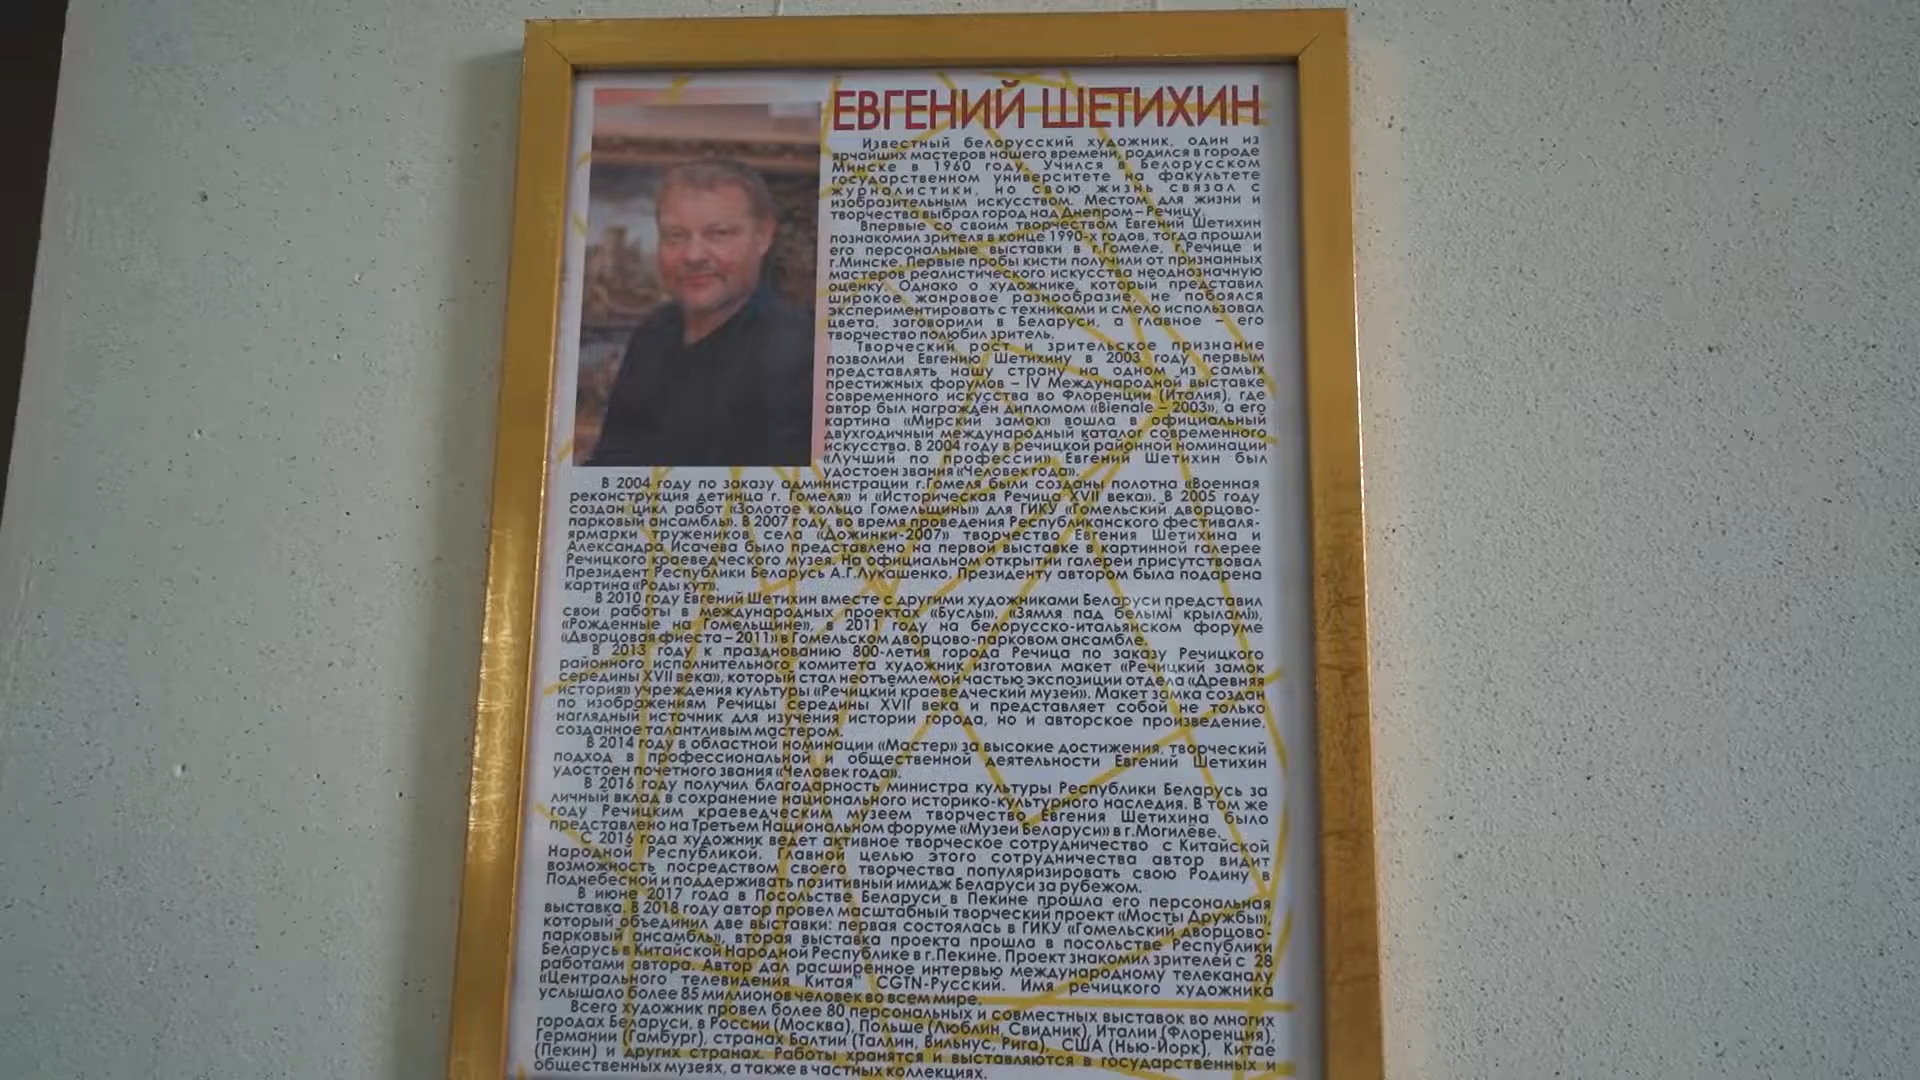 ЕВГЕНИЙ ШЕТИХИН
Известный белорусский художник, один из
ярчайших мастеров нашего времени, родился в городе
Минске в 1960 году. Учился в Белорусском
государственном университете на факультете
журналистики, но свою жизнь связал с
изобразительным искусством. Местом для жизни и
творчества выбрал город над Днепром – Речицу.
Впервые со своим творчеством Евгений Шетихин
познакомил зрителя в конце 1990-х годов, тогда прошли
его персональные выставки в г.Гомеле, г.Речице и
г.Минске. Первые пробы кисти получили от признанных
мастеров реалистического искусства неоднозначную
оценку. Однако о художнике, который представил
широкое жанровое разнообразие, не побоялся
экспериментировать с техниками и смело использовал
цвета, заговорили в Беларуси, а главное – его
творчество полюбил зритель.
Творческий рост и зрительское признание
позволили Евгению Шетихину в 2003 году первым
представлять нашу страну на одном из самых
престижных форумов – IV Международной выставке
современного искусства во Флоренции (Италия), где
автор был награждён дипломом «Bienale – 2003», а его
картина «Мирский замок» вошла в официальный
двухгодичный международный каталог современного
искусства. В 2004 году в речицкой районной номинации
«Лучший по профессии» Евгений Шетихин был
удостоен звания «Человек года».
В 2004 году по заказу администрации г.Гомеля были созданы полотна «Военная
реконструкция детинца г. Гомеля» и «Историческая Речица XVII века». В 2005 году
создан цикл работ «Золотое кольцо Гомельщины» для ГИКУ «Гомельский дворцово-
парковый ансамбль». В 2007 году, во время проведения Республиканского фестиваля-
ярмарки тружеников села «Дожинки-2007» творчество Евгения Шетихина и
Александра Исачева было представлено на первой выставке в картинной галерее
Речицкого краеведческого музея. На официальном открытии галереи присутствовал
Президент Республики Беларусь А.Г.Лукашенко. Президенту автором была подарена
картина «Роды кут».
В 2010 году Евгений Шетихин вместе с другими художниками Беларуси представил
свои работы в международных проектах «Буслы», «Зямля пад белымі крыламі»,
«Рожденные на Гомельщине», в 2011 году на белорусско-итальянском форуме
«Дворцовая фиеста – 2011» в Гомельском дворцово-парковом ансамбле.
В 2013 году к празднованию 800-летия города Речица по заказу Речицкого
районного исполнительного комитета художник изготовил макет «Речицкий замок
середины XVII века», который стал неотъемлемой частью экспозиции отдела «Древняя
история» учреждения культуры «Речицкий краеведческий музей». Макет замка создан
по изображениям Речицы середины XVII века и представляет собой не только
наглядный источник для изучения истории города, но и авторское произведение,
созданное талантливым мастером.
В 2014 году в областной номинации «Мастер» за высокие достижения, творческий
подход в профессиональной и общественной деятельности Евгений Шетихин
удостоен почетного звания «Человек года».
В 2016 году получил благодарность министра культуры Республики Беларусь за
личный вклад в сохранение национального историко-культурного наследия. В том же
году Речицким краеведческим музеем творчество Евгения Шетихина было
представлено на Третьем Национальном форуме «Музеи Беларуси» в г.Могилёве.
С 2016 года художник ведет активное творческое сотрудничество с Китайской
Народной Республикой. Главной целью этого сотрудничества автор видит
возможность посредством своего творчества популяризировать свою Родину в
Поднебесной и поддерживать позитивный имидж Беларуси за рубежом.
В июне 2017 года в Посольстве Беларуси в Пекине прошла его персональная
выставка. В 2018 году автор провел масштабный творческий проект «Мосты Дружбы»,
который объединил две выставки: первая состоялась в ГИКУ «Гомельский дворцово-
парковый ансамбль», вторая выставка проекта прошла в посольстве Республики
Беларусь в Китайской Народной Республике в г.Пекине. Проект знакомил зрителей с 28
работами автора. Автор дал расширенное интервью международному телеканалу
«Центрального телевидения Китая" CGTN-Русский. Имя речицкого художника
услышало более 85 миллионов человек во всем мире.
Всего художник провел более 80 персональных и совместных выставок во многих
городах Беларуси, в России (Москва), Польше (Люблин, Свидник), Италии (Флоренция),
Германии (Гамбург), странах Балтии (Таллин, Вильнус, Рига), США (Нью-Йорк), Китае
(Пекин) и других странах. Работы хранятся и выставляются в государственных и
общественных музеях, а также в частных коллекциях.